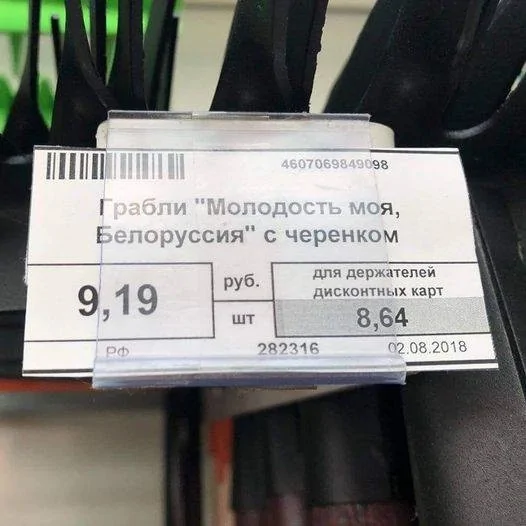 4607069849098
Грабли "Молодость моя,
Белоруссия" с черенком
9,19
руб.
шт
для держателей
дисконтных карт
8,64
РФ
282316
02.08.2018